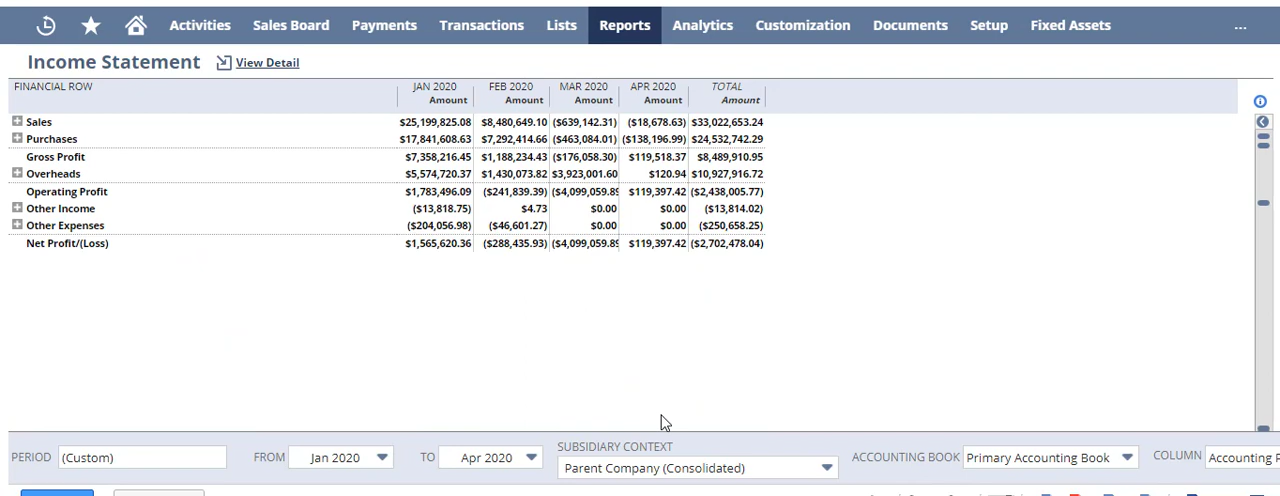 Activities Sales Board Payments Transactions Lists Reports Analytics Customization Documents Setup Fixed Assets ...
Income Statement View Detail
FINANCIAL ROW JAN 2020 FEB 2020 MAR 2020 APR 2020 TOTAL
Amount Amount Amount Amount Amount
Sales $25,199,825.08 $8,480,649.10 ($639,142.31) ($18,678.63) $33,022,653.24
Purchases $17,841,608.63 $7,292,414.66 ($463,084.01) ($138,196.99) $24,532,742.29
Gross Profit $7,358,216.45 $1,188,234.43 ($176,058.30) $119,518.37 $8,489,910.95
Overheads $5,574,720.37 $1,430,073.82 $3,923,001.60 $120.94 $10,927,916.72
Operating Profit $1,783,496.09 ($241,839.39) ($4,099,059.89 $119,397.42 ($2,438,005.77)
Other Income ($13,818.75) $4.73 $0.00 $0.00 ($13,814.02)
Other Expenses ($204,056.98) ($46,601.27) $0.00 $0.00 ($250,658.25)
Net Profit/(Loss) $1,565,620.36 ($288,435.93) ($4,099,059.89 $119,397.42 ($2,702,478.04)
PERIOD (Custom) FROM Jan 2020 TO Apr 2020 SUBSIDIARY CONTEXT Parent Company (Consolidated) ACCOUNTING BOOK Primary Accounting Book COLUMN Accounting P